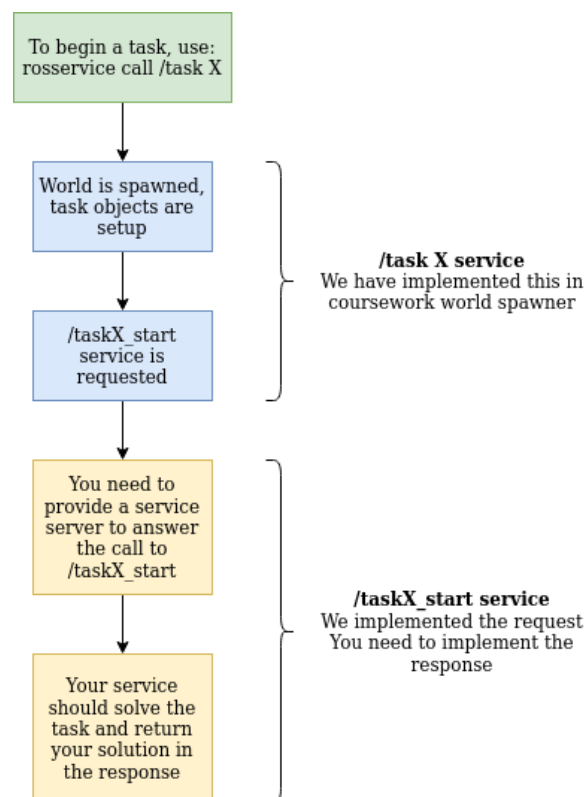 To begin a task, use:
rosservice call /task X
World is spawned,
task objects are
setup
/taskX_start
service is
requested
/task X service
We have implemented this in
coursework world spawner
You need to
provide a service
server to answer
the call to
/taskX_start
Your service
should solve the
task and return
your solution in
the response
/taskX_start service
We implemented the request
You need to implement the
response